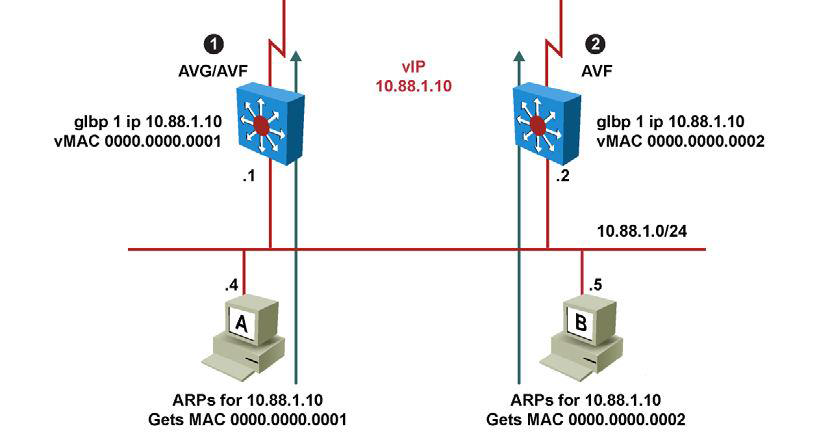 1
AVG/AVF
vIP
10.88.1.10
2
AVF
glbp 1 ip 10.88.1.10
vMAC 0000.0000.0001
glbp 1 ip 10.88.1.10
vMAC 0000.0000.0002
.1
.2
10.88.1.0/24
.4
.5
A
B
ARPs for 10.88.1.10
Gets MAC 0000.0000.0001
ARPs for 10.88.1.10
Gets MAC 0000.0000.0002